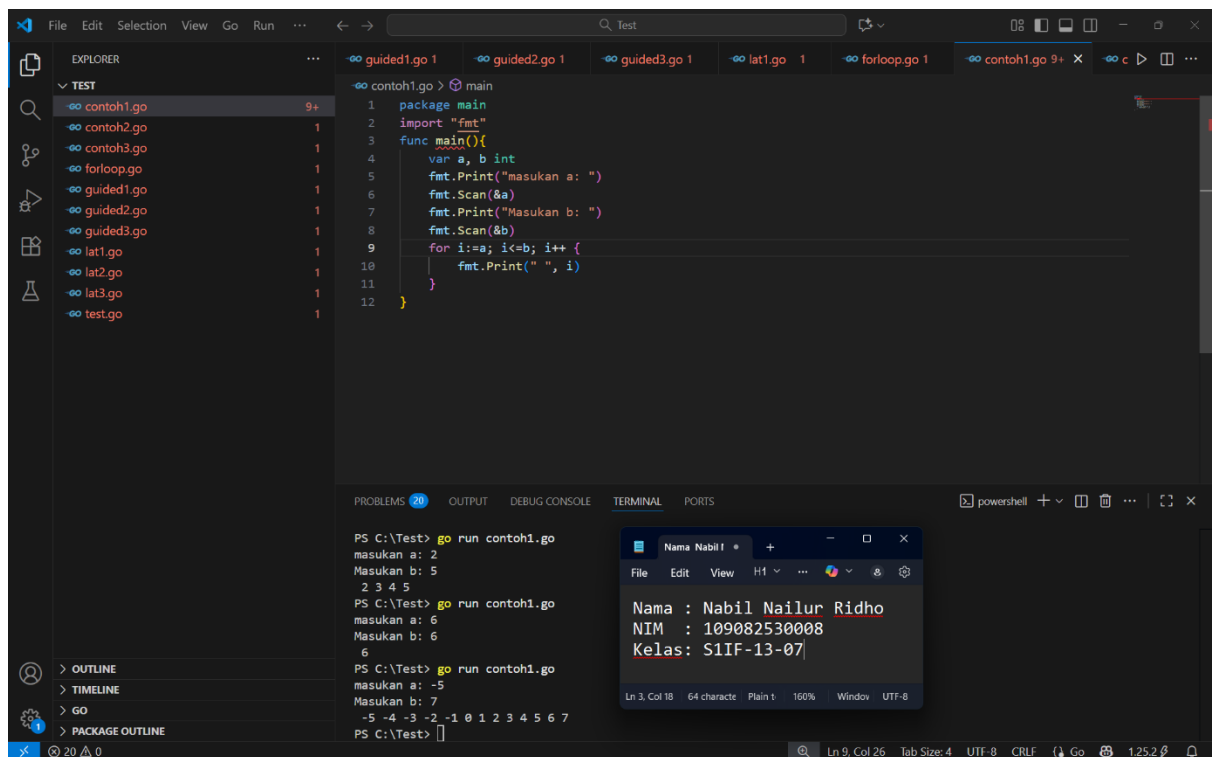 File Edit Selection View Go Run ... Test
EXPLORER ...
TEST
contoh1.go 9+
contoh2.go 1
contoh3.go 1
forloop.go 1
guided1.go 1
guided2.go 1
guided3.go 1
lat1.go 1
lat2.go 1
lat3.go 1
test.go 1
OUTLINE
TIMELINE
GO
PACKAGE OUTLINE
guided1.go 1 guided2.go 1 guided3.go 1 lat1.go 1 forloop.go 1 contoh1.go 9+ c ...
contoh1.go > main
1 package main
2 import "fmt"
3 func main(){
4 var a, b int
5 fmt.Print("masukan a: ")
6 fmt.Scan(&a)
7 fmt.Print("Masukan b: ")
8 fmt.Scan(&b)
9 for i:=a; i<=b; i++ {
10 fmt.Print(" ", i)
11 }
12 }
PROBLEMS 20 OUTPUT DEBUG CONSOLE TERMINAL PORTS powershell ...
PS C:\Test> go run contoh1.go
masukan a: 2
Masukan b: 5
2 3 4 5
PS C:\Test> go run contoh1.go
masukan a: 6
Masukan b: 6
6
PS C:\Test> go run contoh1.go
masukan a: -5
Masukan b: 7
-5 -4 -3 -2 -1 0 1 2 3 4 5 6 7
PS C:\Test>
Nama Nabil
File Edit View H1 ...
Nama : Nabil Nailur Ridho
NIM : 109082530008
Kelas: S1IF-13-07
Ln 3, Col 18 64 characte Plain t 160% Window UTF-8
1
20 0 Ln 9, Col 26 Tab Size: 4 UTF-8 CRLF Go 1.25.2